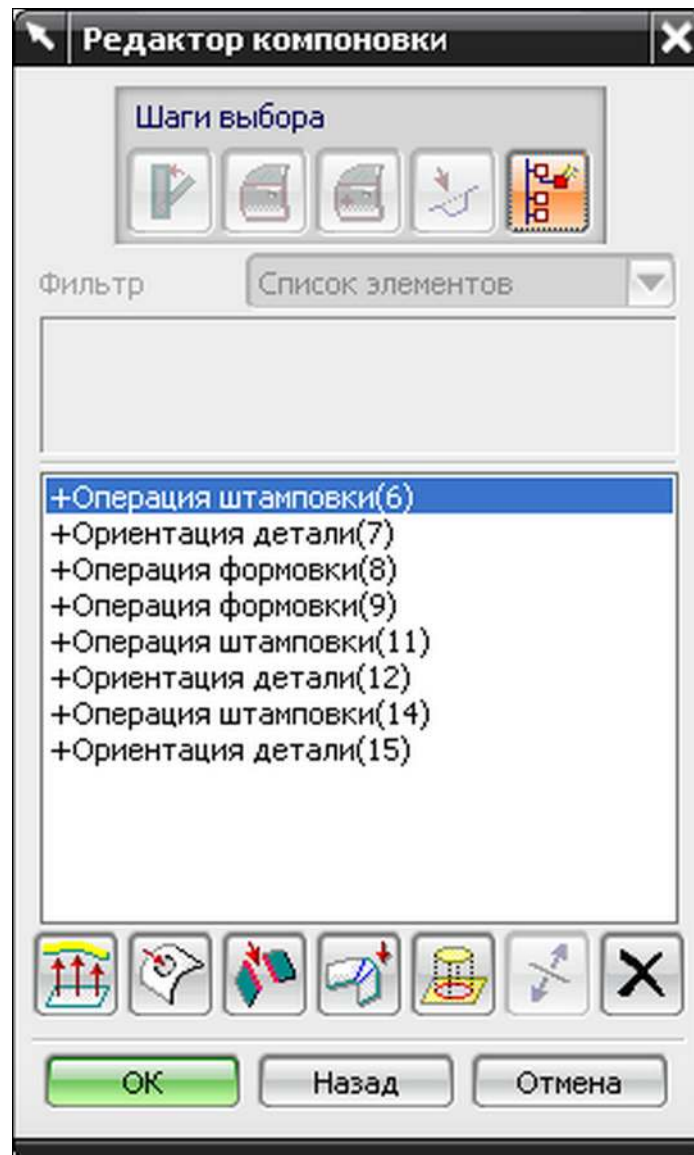 Редактор компоновки
Шаги выбора
Фильтр Список элементов
+Операция штамповки(6)
+Ориентация детали(7)
+Операция формовки(8)
+Операция формовки(9)
+Операция штамповки(11)
+Ориентация детали(12)
+Операция штамповки(14)
+Ориентация детали(15)
ОК Назад Отмена